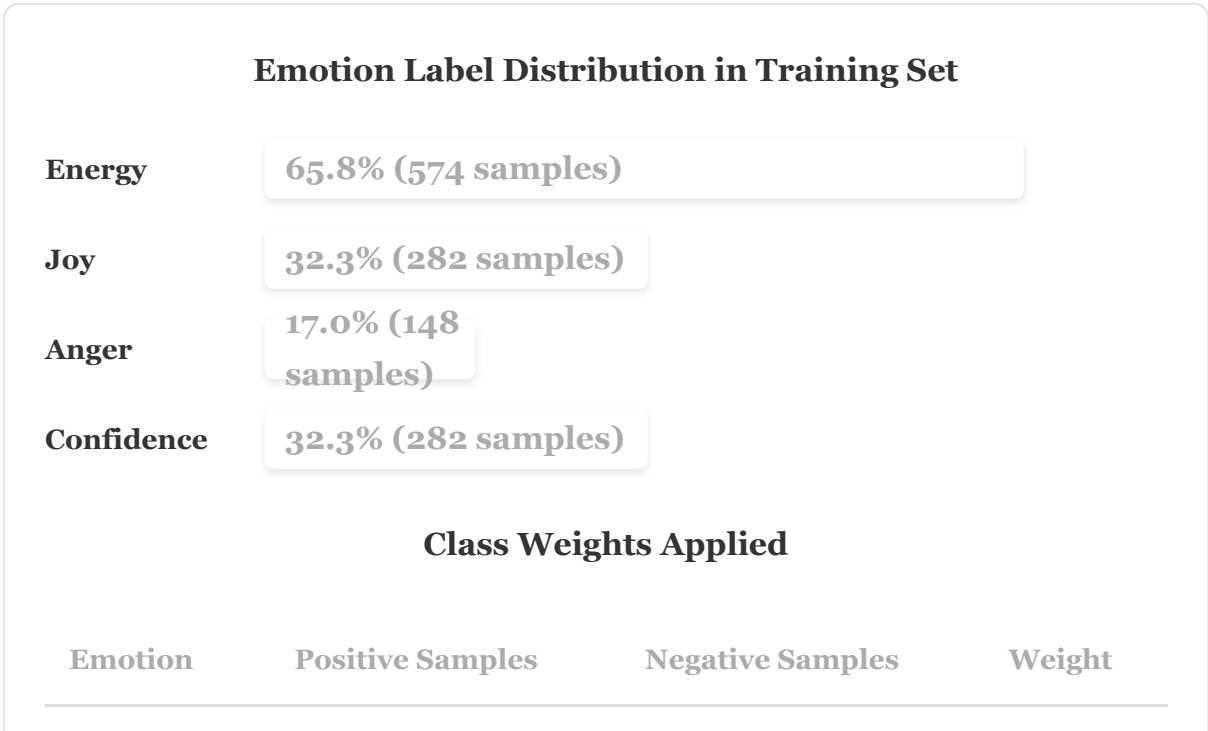 Emotion Label Distribution in Training Set
Energy 65.8% (574 samples)
Joy 32.3% (282 samples)
Anger 17.0% (148
samples)
Confidence 32.3% (282 samples)
Class Weights Applied
Emotion Positive Samples Negative Samples Weight